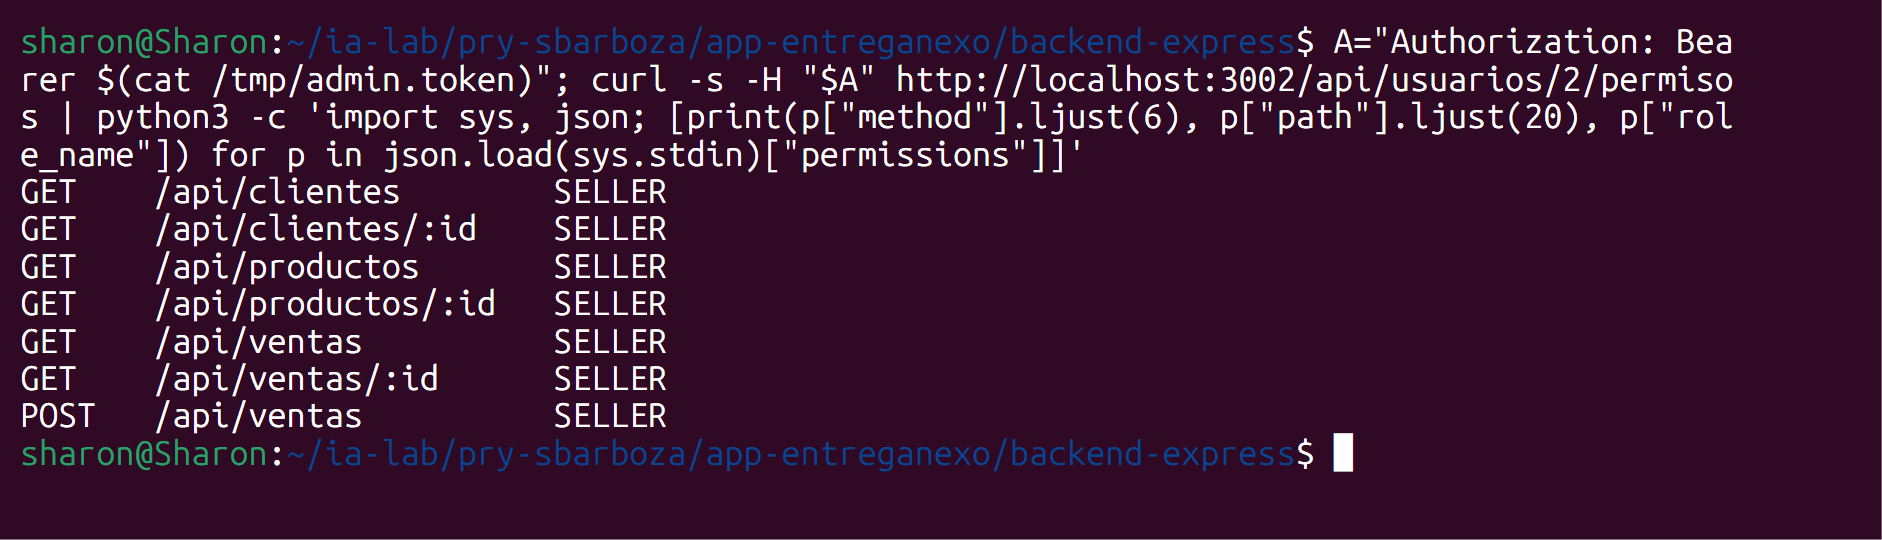 sharon@Sharon:~/ia-lab/pry-sbarboza/app-entreganexo/backend-express$ A="Authorization: Bea
rer $(cat /tmp/admin.token)"; curl -s -H "$A" http://localhost:3002/api/usuarios/2/permiso
s | python3 -c 'import sys, json; [print(p["method"].ljust(6), p["path"].ljust(20), p["rol
e_name"]) for p in json.load(sys.stdin)["permissions"]]'
GET    /api/clientes        SELLER
GET    /api/clientes/:id    SELLER
GET    /api/productos       SELLER
GET    /api/productos/:id   SELLER
GET    /api/ventas          SELLER
GET    /api/ventas/:id      SELLER
POST   /api/ventas          SELLER
sharon@Sharon:~/ia-lab/pry-sbarboza/app-entreganexo/backend-express$